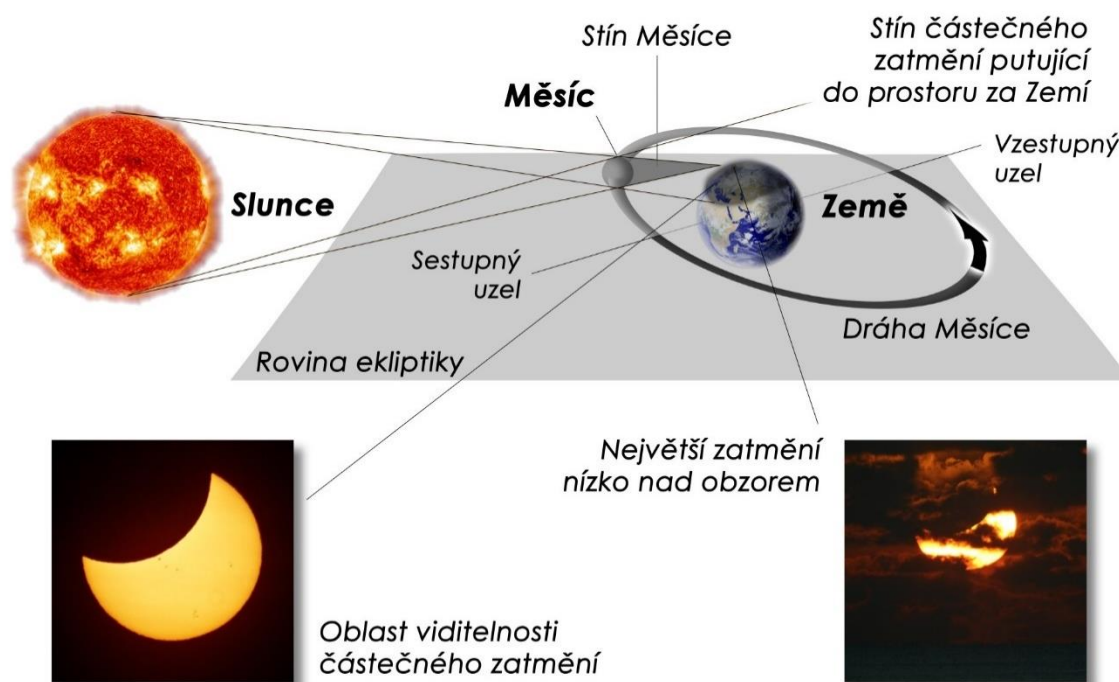 Stín Měsíce
Stín částečného
zatmění putující
do prostoru za Zemí
Měsíc
Vzestupný
uzel
Slunce
Země
Sestupný
uzel
Dráha Měsíce
Rovina ekliptiky
Největší zatmění
nízko nad obzorem
Oblast viditelnosti
částečného zatmění